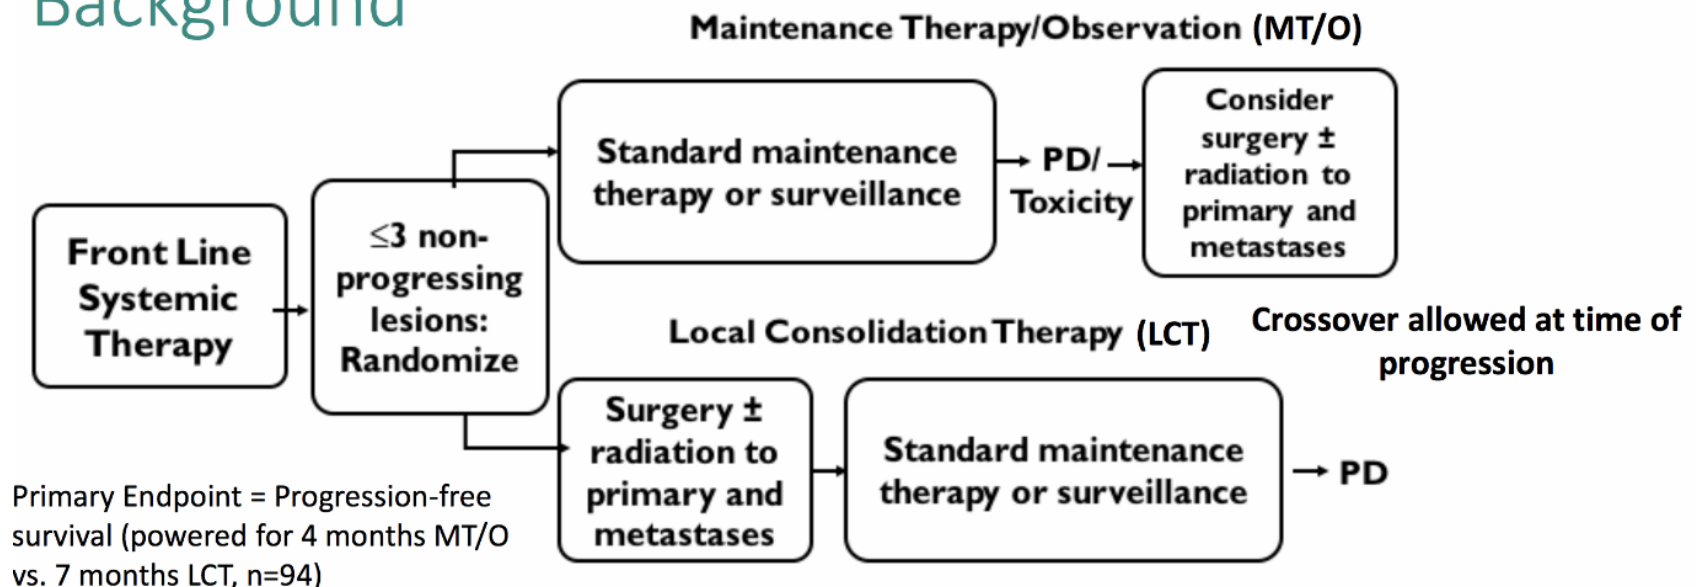 Background
Maintenance Therapy/Observation (MT/O)
Front Line
Systemic
Therapy
≤3 non-
progressing
lesions:
Randomize
Standard maintenance
therapy or surveillance
PD/
Toxicity
Consider
surgery ±
radiation to
primary and
metastases
Local Consolidation Therapy (LCT)
Crossover allowed at time of
progression
Surgery ±
radiation to
primary and
metastases
Standard maintenance
therapy or surveillance
PD
Primary Endpoint = Progression-free
survival (powered for 4 months MT/O
vs. 7 months LCT, n=94)